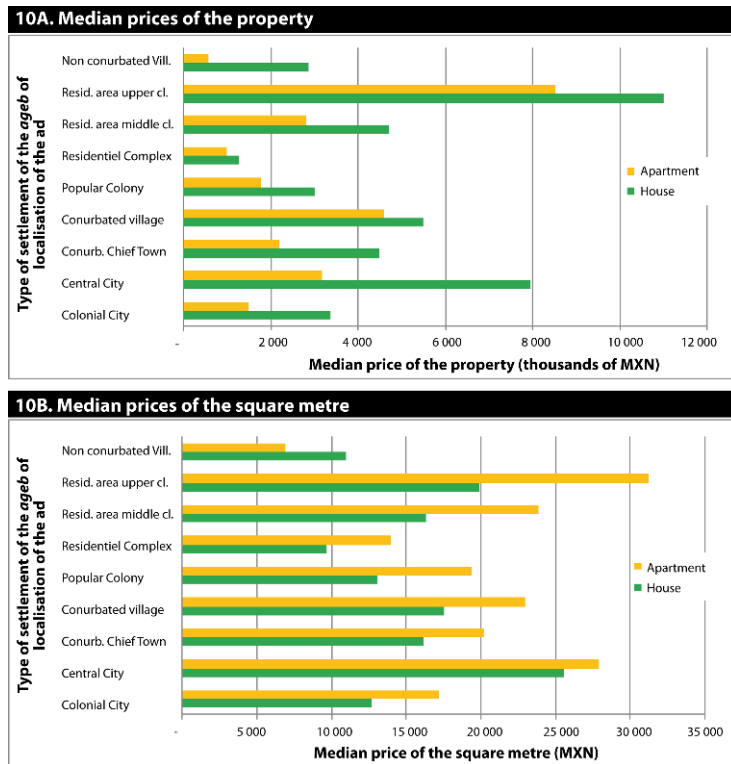 10A. Median prices of the property
Type of settlement of the ageb of
localisation of the ad
Non conurbated Vill.
Resid. area upper cl.
Resid. area middle cl.
Residentiel Complex
Popular Colony
Conurbated village
Conurb. Chief Town
Central City
Colonial City
Apartment
House
- 2 000 4 000 6 000 8 000 10 000 12 000
Median price of the property (thousands of MXN)
10B. Median prices of the square metre
Type of settlement of the ageb of
localisation of the ad
Non conurbated Vill.
Resid. area upper cl.
Resid. area middle cl.
Residentiel Complex
Popular Colony
Conurbated village
Conurb. Chief Town
Central City
Colonial City
Apartment
House
- 5 000 10 000 15 000 20 000 25 000 30 000 35 000
Median price of the square metre (MXN)